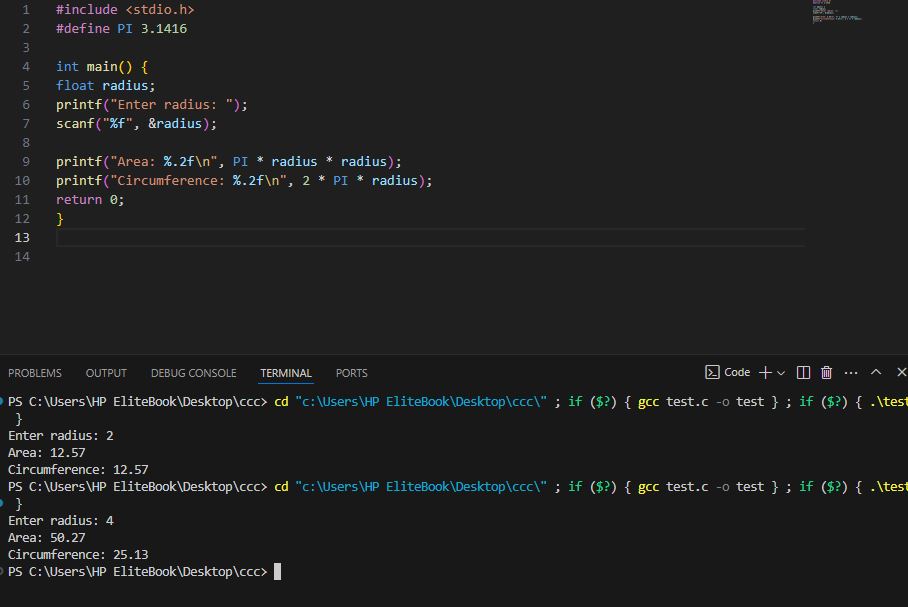 1 #include <stdio.h>
2 #define PI 3.1416
3
4 int main() {
5 float radius;
6 printf("Enter radius: ");
7 scanf("%f", &radius);
8
9 printf("Area: %.2f\n", PI * radius * radius);
10 printf("Circumference: %.2f\n", 2 * PI * radius);
11 return 0;
12 }
13
14
PROBLEMS OUTPUT DEBUG CONSOLE TERMINAL PORTS Code
PS C:\Users\HP EliteBook\Desktop\ccc> cd "c:\Users\HP EliteBook\Desktop\ccc\" ; if ($?) { gcc test.c -o test } ; if ($?) { .\test
}
Enter radius: 2
Area: 12.57
Circumference: 12.57
PS C:\Users\HP EliteBook\Desktop\ccc> cd "c:\Users\HP EliteBook\Desktop\ccc\" ; if ($?) { gcc test.c -o test } ; if ($?) { .\test
}
Enter radius: 4
Area: 50.27
Circumference: 25.13
PS C:\Users\HP EliteBook\Desktop\ccc>